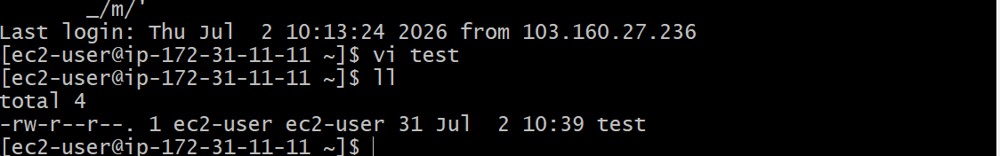 _/m/'
Last login: Thu Jul  2 10:13:24 2026 from 103.160.27.236
[ec2-user@ip-172-31-11-11 ~]$ vi test
[ec2-user@ip-172-31-11-11 ~]$ ll
total 4
-rw-r--r--. 1 ec2-user ec2-user 31 Jul  2 10:39 test
[ec2-user@ip-172-31-11-11 ~]$